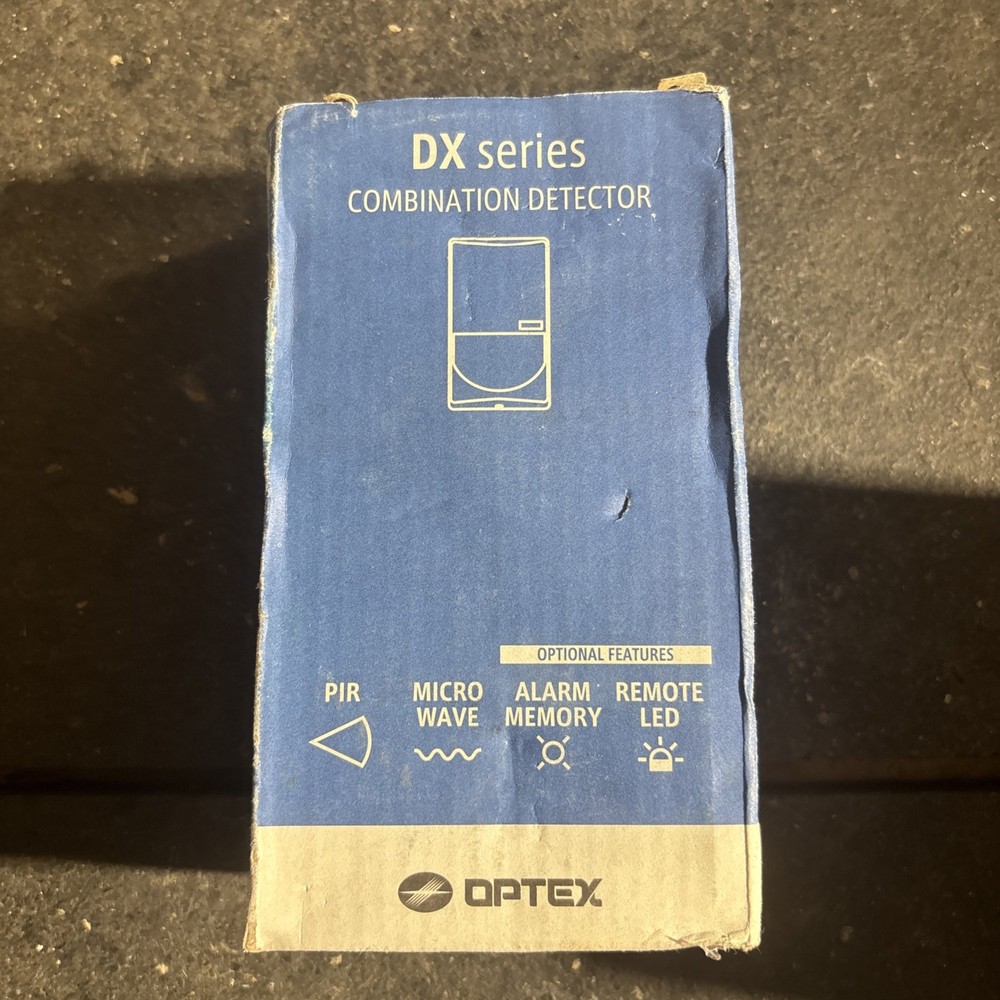 DX series
COMBINATION DETECTOR
OPTIONAL FEATURES
PIR
MICRO
WAVE
ALARM
MEMORY
REMOTE
LED
OPTEX